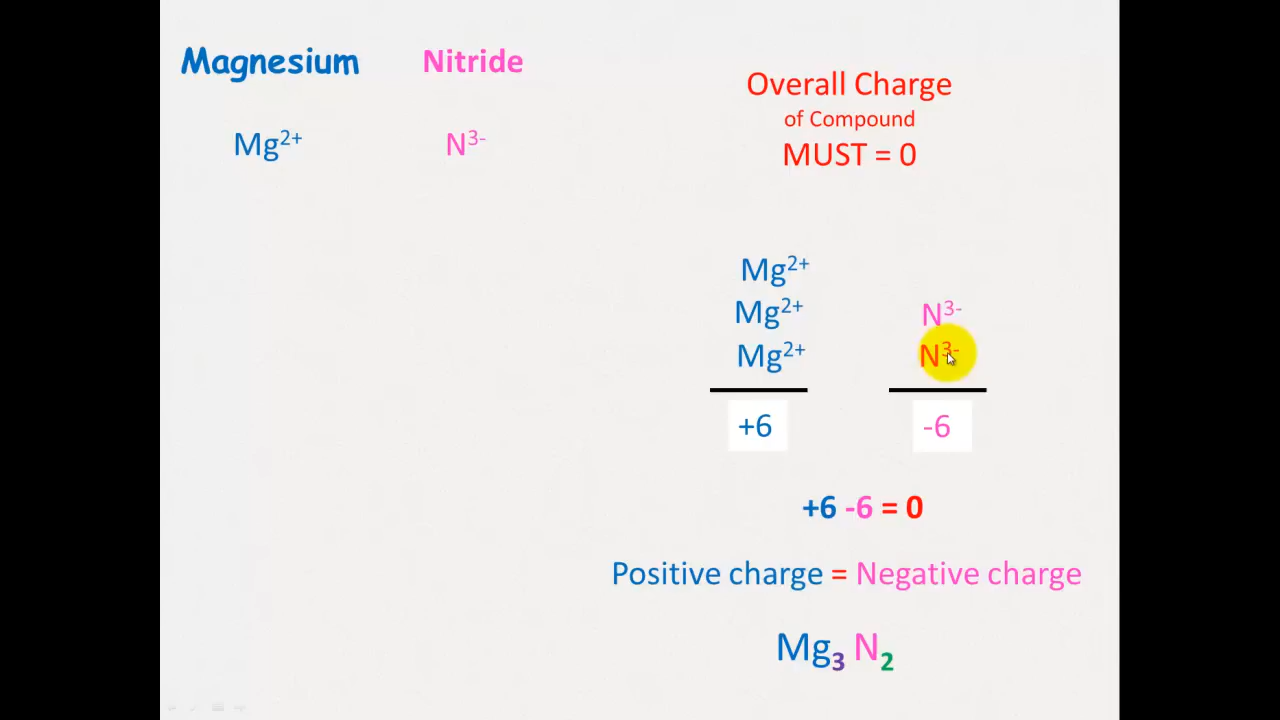 Magnesium Nitride
Mg²⁺ N³⁻
Overall Charge
of Compound
MUST = 0
Mg²⁺
Mg²⁺ N³⁻
Mg²⁺ N³⁻
+6 -6
+6 -6 = 0
Positive charge = Negative charge
Mg₃ N₂